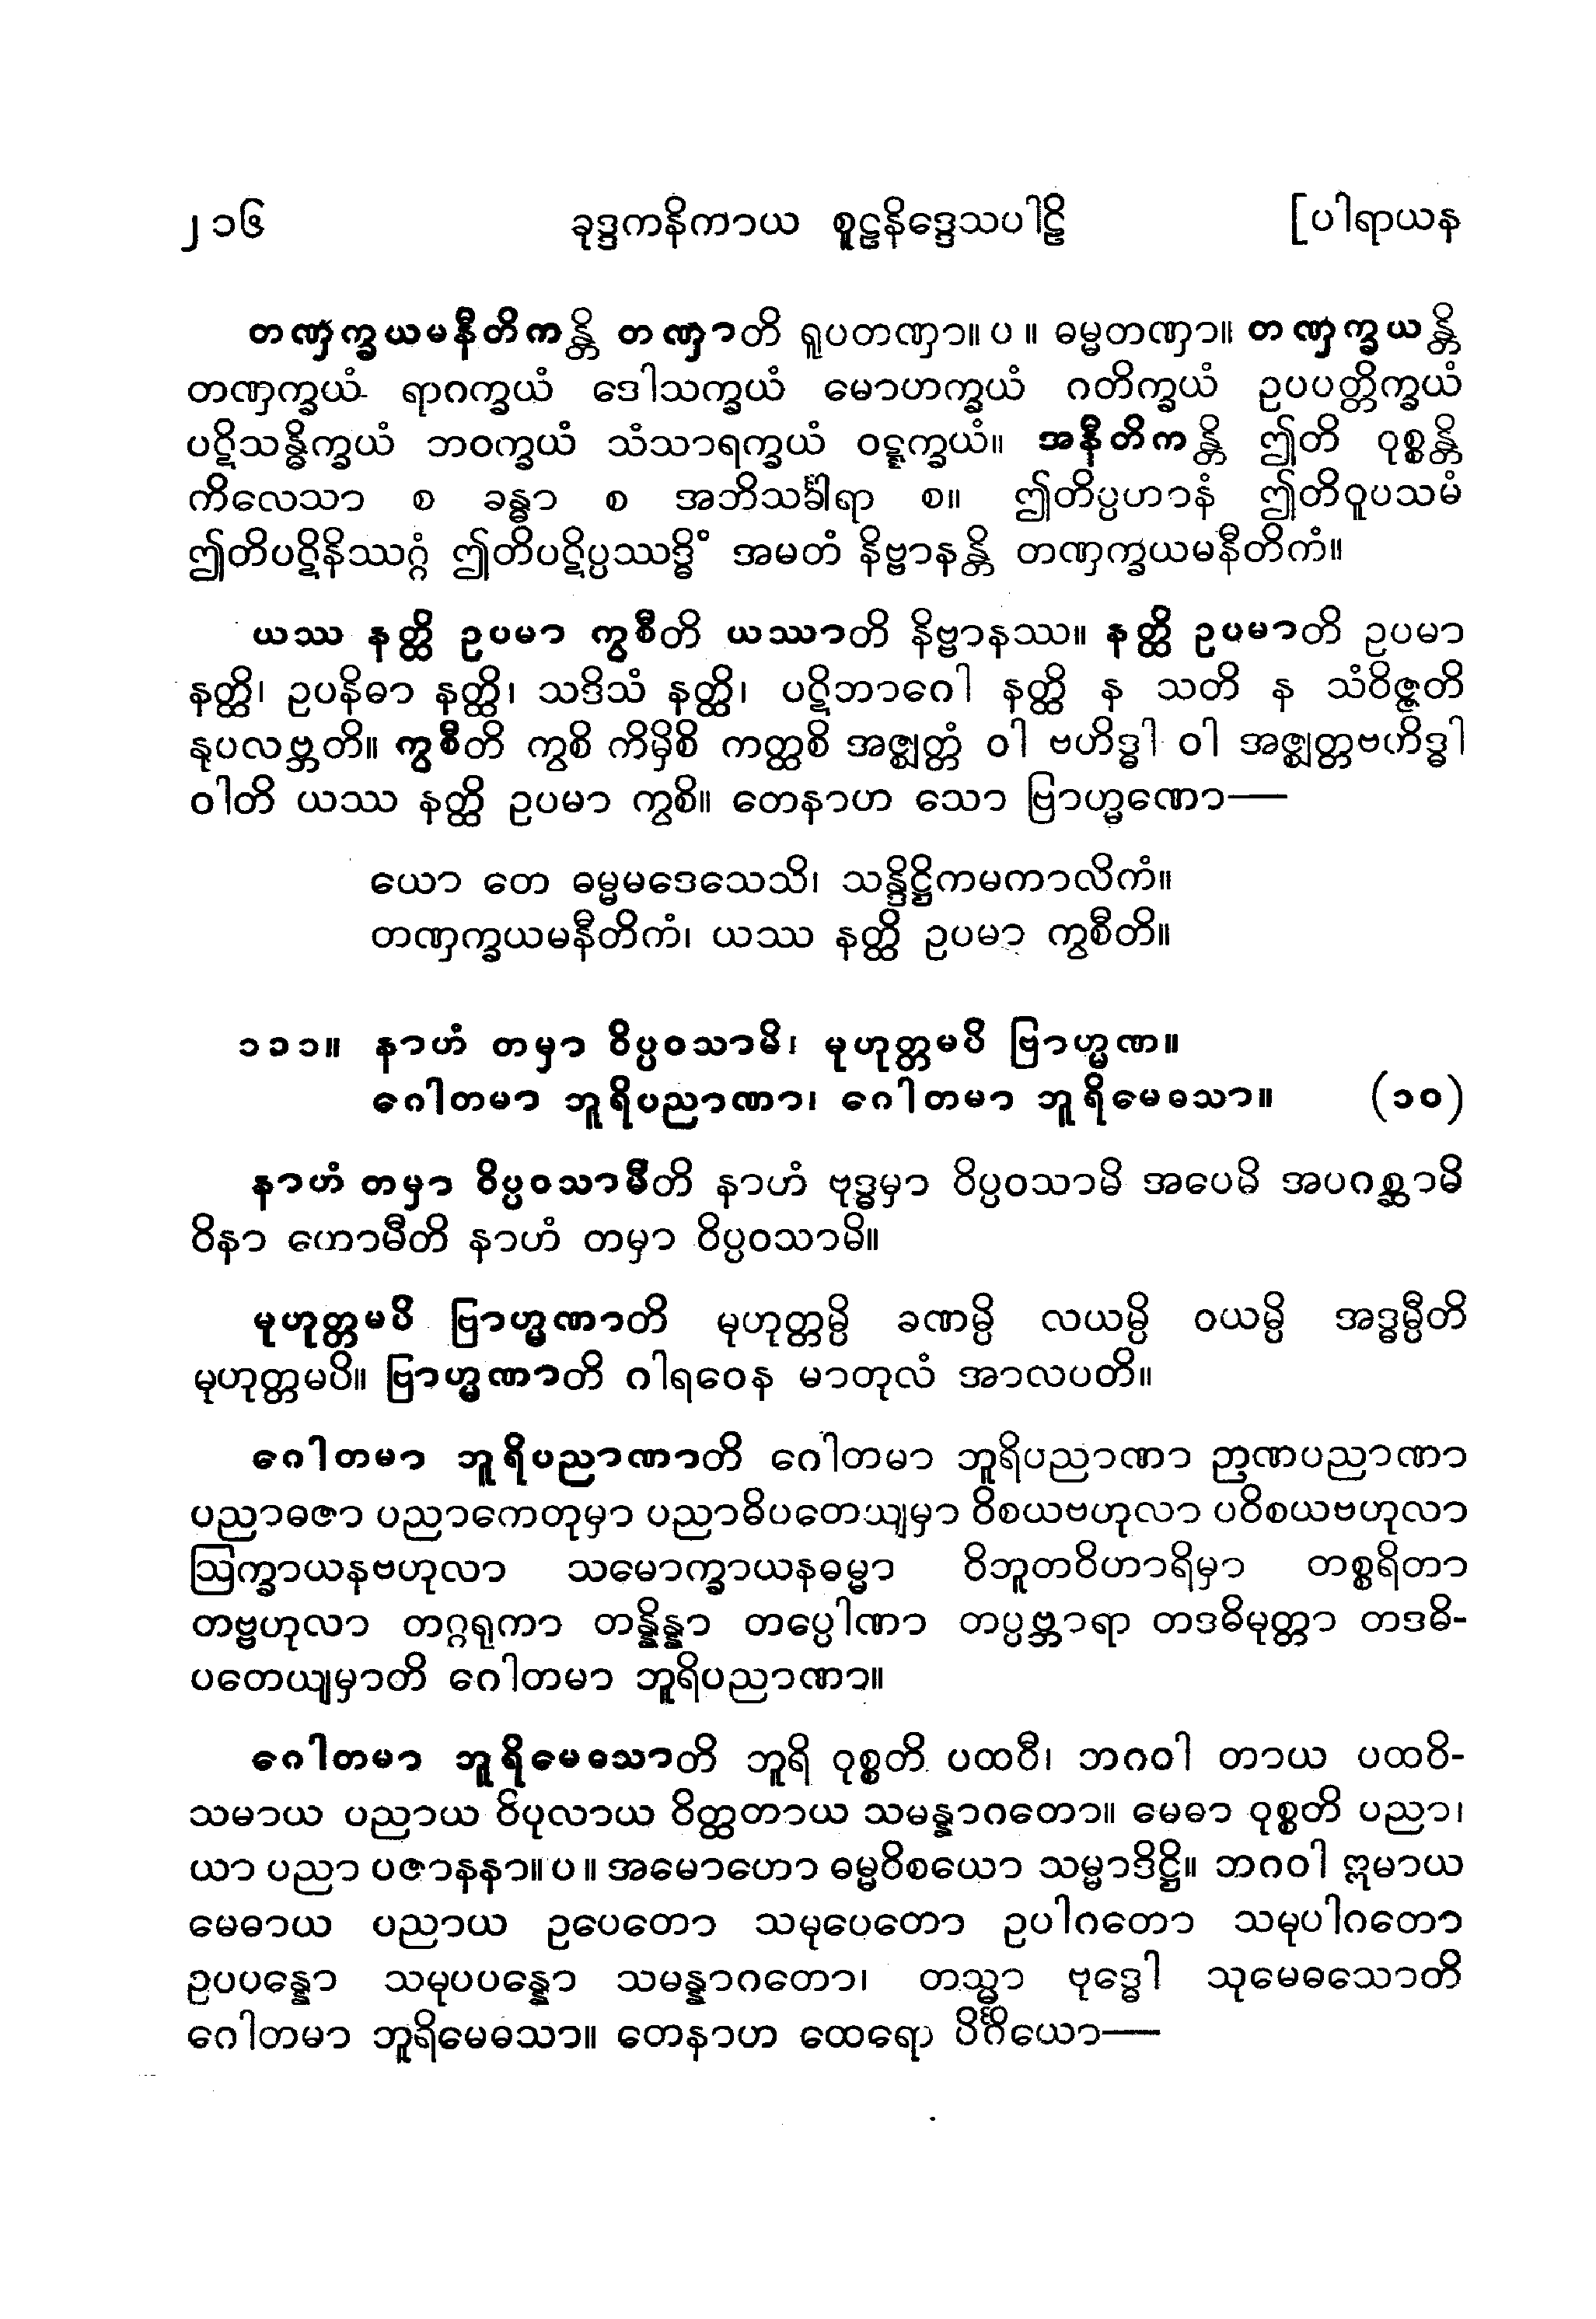 ၂၁၆ ခုဒ္ဒကနိကာယ စူဠနိဒ္ဒေသပါဠိ [ပါရာယန
တဏှက္ခယမနီတိကန္တိ တဏှာတိ ရူပတဏှာ။ ပ ။ ဓမ္မတဏှာ။ တဏှက္ခယန္တိ
တဏှက္ခယံ ရာဂက္ခယံ ဒေါသက္ခယံ မောဟက္ခယံ ဂတိက္ခယံ ဥပပတ္တိက္ခယံ
ပဋိသန္ဓိက္ခယံ ဘဝက္ခယံ သံသာရက္ခယံ ဝဋ္ဋက္ခယံ။ အနီတိကန္တိ ဤတိ ဝုစ္စန္တိ
ကိလေသာ စ ခန္ဓာ စ အဘိသင်္ခါရာ စ။ ဤတိပ္ပဟာနံ ဤတိဝူပသမံ
ဤတိပဋိနိဿဂ္ဂံ ဤတိပဋိပ္ပဿဒ္ဓိံ အမတံ နိဗ္ဗာနန္တိ တဏှက္ခယမနီတိကံ။
ယဿ နတ္ထိ ဥပမာ ကွစီတိ ယဿာတိ နိဗ္ဗာနဿ။ နတ္ထိ ဥပမာတိ ဥပမာ
နတ္ထိ၊ ဥပနိဓာ နတ္ထိ၊ သဒိသံ နတ္ထိ၊ ပဋိဘာဂေါ နတ္ထိ န သတိ န သံဝိဇ္ဇတိ
နုပလဗ္ဘတိ။ ကွစီတိ ကွစိ ကိမှိစိ ကတ္ထစိ အဇ္ဈတ္တံ ဝါ ဗဟိဒ္ဓါ ဝါ အဇ္ဈတ္တဗဟိဒ္ဓါ
ဝါတိ ယဿ နတ္ထိ ဥပမာ ကွစိ။ တေနာဟ သော ဗြာဟ္မဏော—
ယော တေ ဓမ္မမဒေသေသိ၊ သန္ဒိဋ္ဌိကမကာလိကံ။
တဏှက္ခယမနီတိကံ၊ ယဿ နတ္ထိ ဥပမာ ကွစီတိ။
၁၁၁။ နာဟံ တမှာ ဝိပ္ပဝသာမိ၊ မုဟုတ္တမပိ ဗြာဟ္မဏ။
ဂေါတမာ ဘူရိပညာဏာ၊ ဂေါတမာ ဘူရိမေဓသာ။ (၁၀)
နာဟံ တမှာ ဝိပ္ပဝသာမီတိ နာဟံ ဗုဒ္ဓမှာ ဝိပ္ပဝသာမိ အပေမိ အပဂစ္ဆာမိ
ဝိနာ ဟောမီတိ နာဟံ တမှာ ဝိပ္ပဝသာမိ။
မုဟုတ္တမပိ ဗြာဟ္မဏာတိ မုဟုတ္တမ္ပိ ခဏမ္ပိ လယမ္ပိ ဝယမ္ပိ အဒ္ဓမ္ပီတိ
မုဟုတ္တမပိ။ ဗြာဟ္မဏာတိ ဂါရဝေန မာတုလံ အာလပတိ။
ဂေါတမာ ဘူရိပညာဏာတိ ဂေါတမာ ဘူရိပညာဏာ ဉာဏပညာဏာ
ပညာဓဇာ ပညာကေတုမှာ ပညာဓိပတေယျမှာ ဝိစယဗဟုလာ ပဝိစယဗဟုလာ
ဩက္ခာယနဗဟုလာ သမောက္ခာယနဓမ္မာ ဝိဘူတဝိဟာရိမှာ တစ္စရိတာ
တဗ္ဗဟုလာ တဂ္ဂရုကာ တန္နိန္နာ တပ္ပေါဏာ တပ္ပဗ္ဘာရာ တဒဓိမုတ္တာ တဒဓိ-
ပတေယျမှာတိ ဂေါတမာ ဘူရိပညာဏာ။
ဂေါတမာ ဘူရိမေဓသာတိ ဘူရိ ဝုစ္စတိ ပထဝီ၊ ဘဂဝါ တာယ ပထဝိ-
သမာယ ပညာယ ဝိပုလာယ ဝိတ္ထတာယ သမန္နာဂတော။ မေဓာ ဝုစ္စတိ ပညာ၊
ယာ ပညာ ပဇာနနာ။ ပ ။ အမောဟော ဓမ္မဝိစယော သမ္မာဒိဋ္ဌိ။ ဘဂဝါ ဣမာယ
မေဓာယ ပညာယ ဥပေတော သမုပေတော ဥပါဂတော သမုပါဂတော
ဥပပန္နော သမုပပန္နော သမန္နာဂတော၊ တသ္မာ ဗုဒ္ဓေါ သုမေဓသောတိ
ဂေါတမာ ဘူရိမေဓသာ။ တေနာဟ ထေရော ပိင်္ဂိယော—